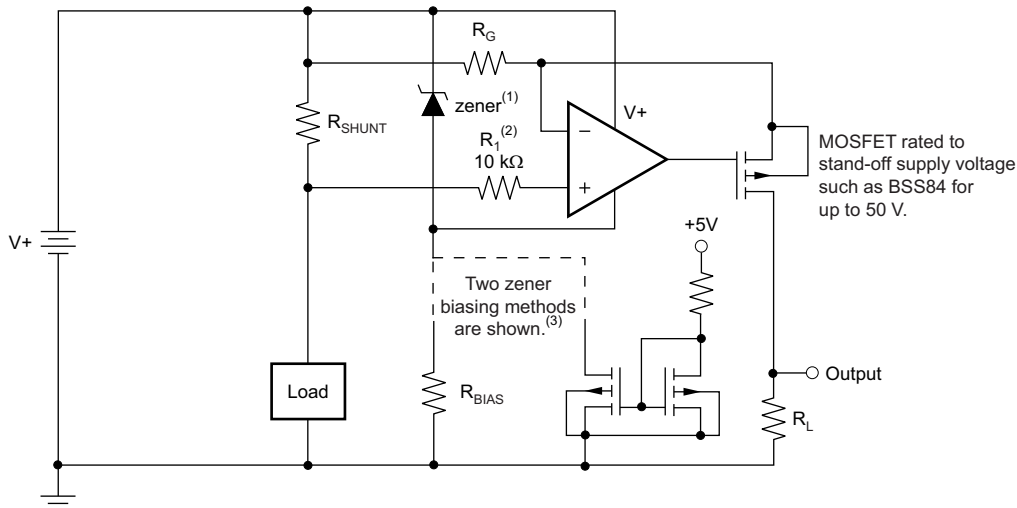 R_G
zener(1)
V+
R_SHUNT
R_1(2)
10 kΩ
−
+
MOSFET rated to
stand-off supply voltage
such as BSS84 for
up to 50 V.
+5V
V+
Two zener
biasing methods
are shown.(3)
Load
R_BIAS
Output
R_L